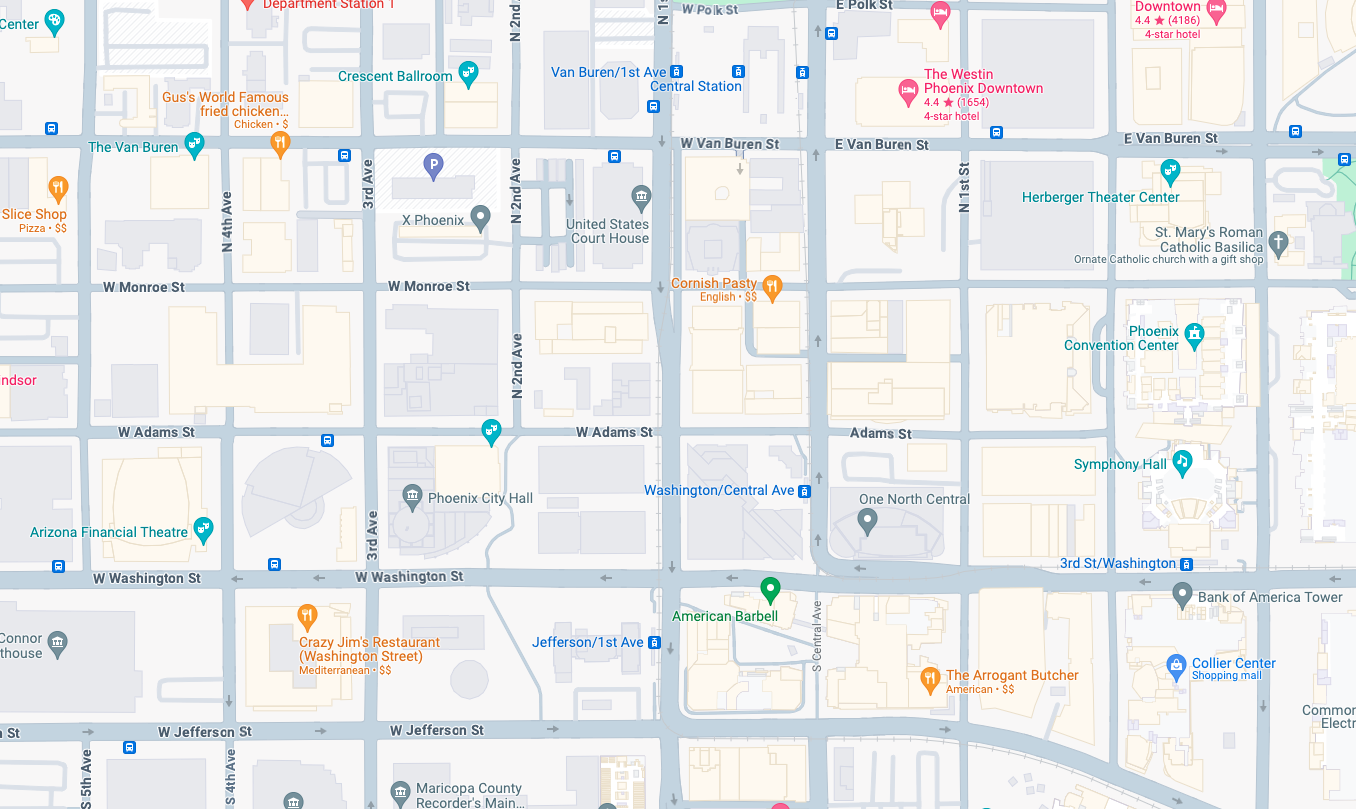 Department Station 1
Center
N 2nd
N 1s
W Polk St
E Polk St
Downtown
4.4 ★ (4186)
4-star hotel
Crescent Ballroom
Van Buren/1st Ave
Central Station
The Westin
Phoenix Downtown
4.4 ★ (1654)
4-star hotel
Gus's World Famous
fried chicken...
Chicken • $
The Van Buren
P
W Van Buren St
E Van Buren St
E Van Buren St
3rd Ave
N 2nd Ave
N 1st St
N 4th Ave
Slice Shop
Pizza • $$
X Phoenix
United States
Court House
Herberger Theater Center
St. Mary's Roman
Catholic Basilica
Ornate Catholic church with a gift shop
W Monroe St
W Monroe St
Cornish Pasty
English • $$
N 2nd Ave
Phoenix
Convention Center
ndsor
W Adams St
W Adams St
Adams St
Symphony Hall
Phoenix City Hall
Washington/Central Ave
One North Central
Arizona Financial Theatre
3rd Ave
3rd St/Washington
W Washington St
W Washington St
American Barbell
Bank of America Tower
Connor
thouse
Crazy Jim's Restaurant
(Washington Street)
Mediterranean • $$
Jefferson/1st Ave
S Central Ave
Collier Center
Shopping mall
The Arrogant Butcher
American • $$
Common
Electr
n St
W Jefferson St
W Jefferson St
S 5th Ave
S 4th Ave
Maricopa County
Recorder's Main...